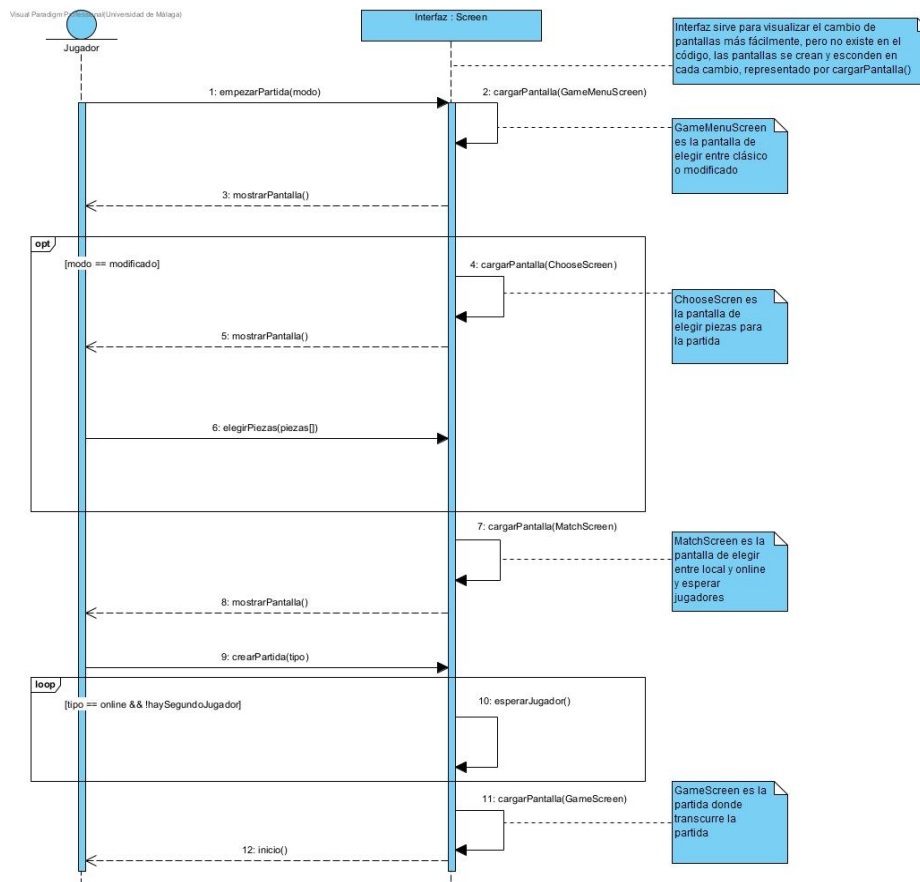 Visual Paradigm Professional(Universidad de Málaga)
Jugador
Interfaz : Screen
Interfaz sirve para visualizar el cambio de
pantallas más fácilmente, pero no existe en el
código, las pantallas se crean y esconden en
cada cambio, representado por cargarPantalla()
1: empezarPartida(modo)
2: cargarPantalla(GameMenuScreen)
GameMenuScreen
es la pantalla de
elegir entre clásico
o modificado
3: mostrarPantalla()
opt
[modo == modificado]
4: cargarPantalla(ChooseScreen)
ChooseScren es
la pantalla de
elegir piezas para
la partida
5: mostrarPantalla()
6: elegirPiezas(piezas[])
7: cargarPantalla(MatchScreen)
MatchScreen es la
pantalla de elegir
entre local y online
y esperar
jugadores
8: mostrarPantalla()
9: crearPartida(tipo)
loop
[tipo == online && !haySegundoJugador]
10: esperarJugador()
11: cargarPantalla(GameScreen)
GameScreen es la
partida donde
transcurre la
partida
12: inicio()